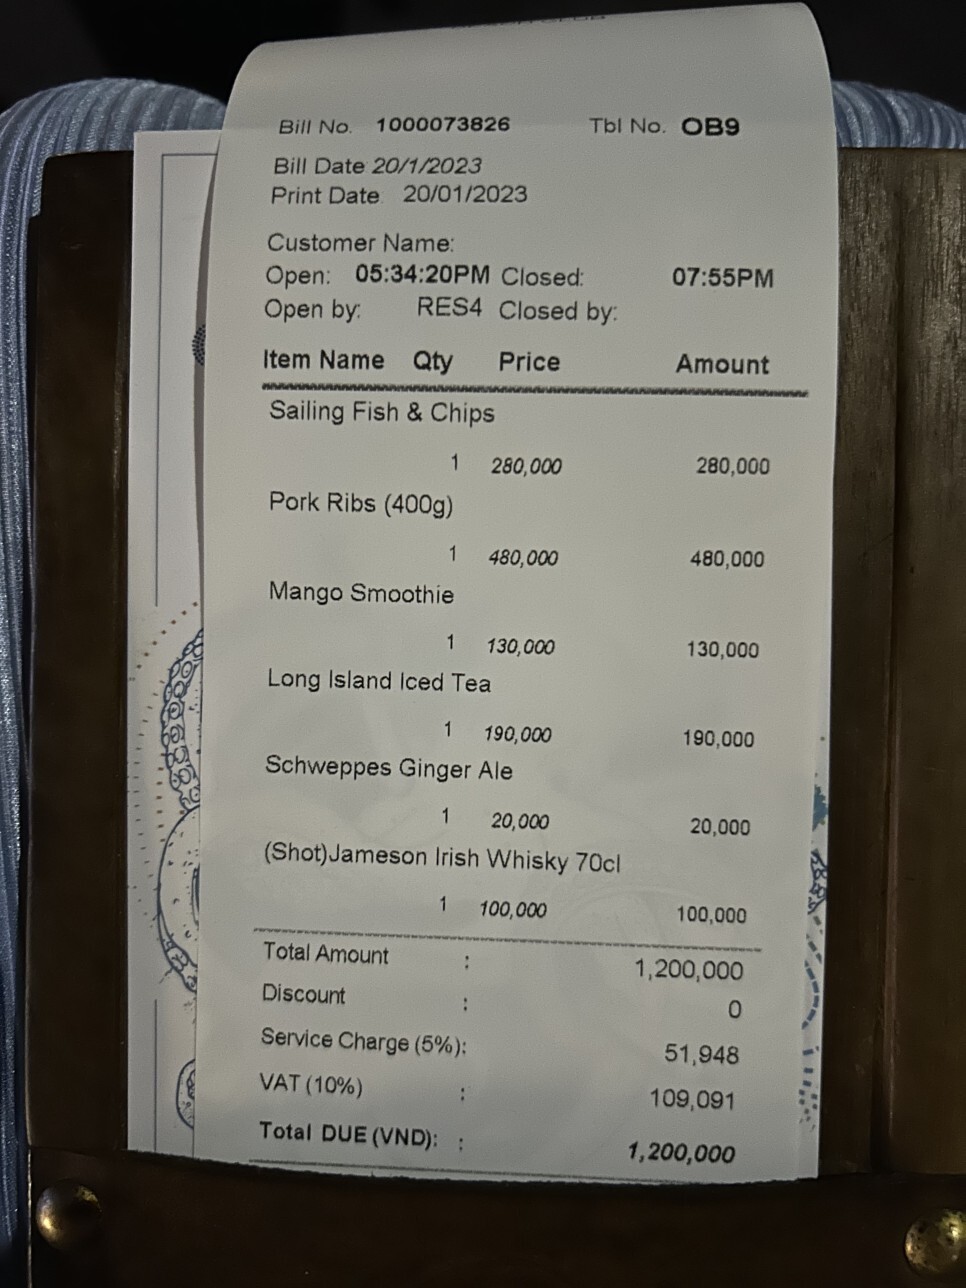 Bill No. 1000073826 Tbl No. OB9
Bill Date 20/1/2023
Print Date 20/01/2023
Customer Name:
Open: 05:34:20PM Closed: 07:55PM
Open by: RES4 Closed by:
Item Name Qty Price Amount
Sailing Fish & Chips
1 280,000 280,000
Pork Ribs (400g)
1 480,000 480,000
Mango Smoothie
1 130,000 130,000
Long Island Iced Tea
1 190,000 190,000
Schweppes Ginger Ale
1 20,000 20,000
(Shot)Jameson Irish Whisky 70cl
1 100,000 100,000
Total Amount : 1,200,000
Discount : 0
Service Charge (5%): 51,948
VAT (10%) : 109,091
Total DUE (VND): : 1,200,000